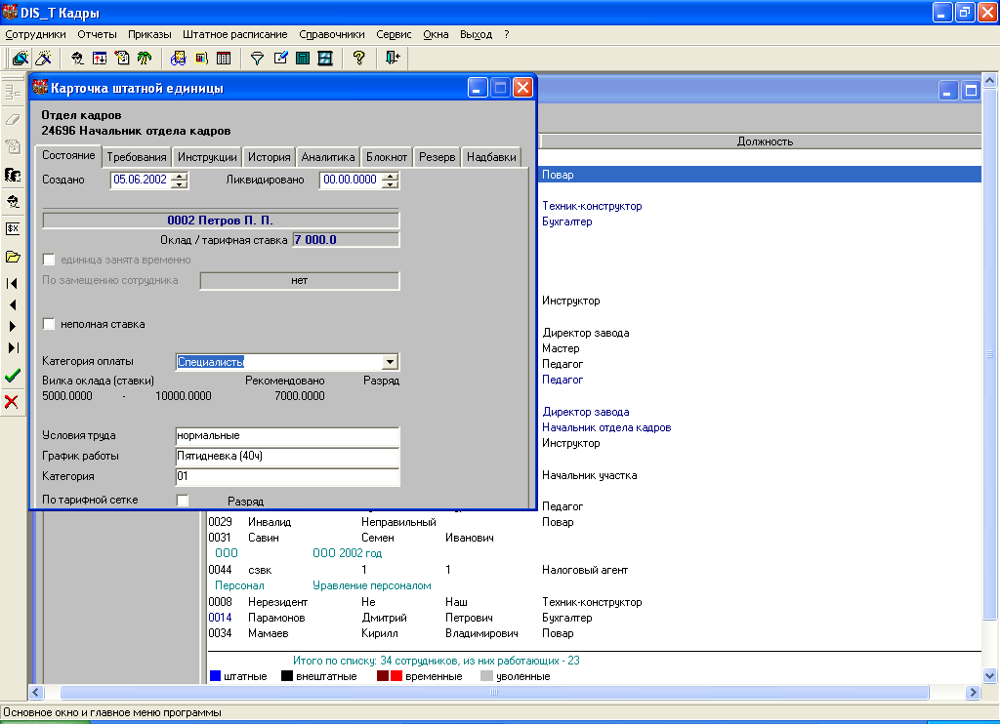 DIS_T Кадры
Сотрудники Отчеты Приказы Штатное расписание Справочники Сервис Окна Выход ?
Карточка штатной единицы
Отдел кадров
24696 Начальник отдела кадров
Состояние Требования Инструкции История Аналитика Блокнот Резерв Надбавки
Создано 05.06.2002 Ликвидировано 00.00.0000
0002 Петров П. П.
Оклад / тарифная ставка 7 000.0
единица занята временно
По замещению сотрудника нет
неполная ставка
Категория оплаты Специалисты
Вилка оклада (ставки) Рекомендовано Разряд
5000.0000 - 10000.0000 7000.0000
Условия труда нормальные
График работы Пятидневка (40ч)
Категория 01
По тарифной сетке Разряд
Должность
Повар
Техник-конструктор
Бухгалтер
Инструктор
Директор завода
Мастер
Педагог
Педагог
Директор завода
Начальник отдела кадров
Инструктор
Начальник участка
Педагог
0029 Инвалид Неправильный Повар
0031 Савин Семен Иванович
ООО ООО 2002 год
0044 сзвк 1 1 Налоговый агент
Персонал Уравление персоналом
0008 Нерезидент Не Наш Техник-конструктор
0014 Парамонов Дмитрий Петрович Бухгалтер
0034 Мамаев Кирилл Владимирович Повар
Итого по списку: 34 сотрудников, из них работающих - 23
штатные внештатные временные уволенные
Основное окно и главное меню программы